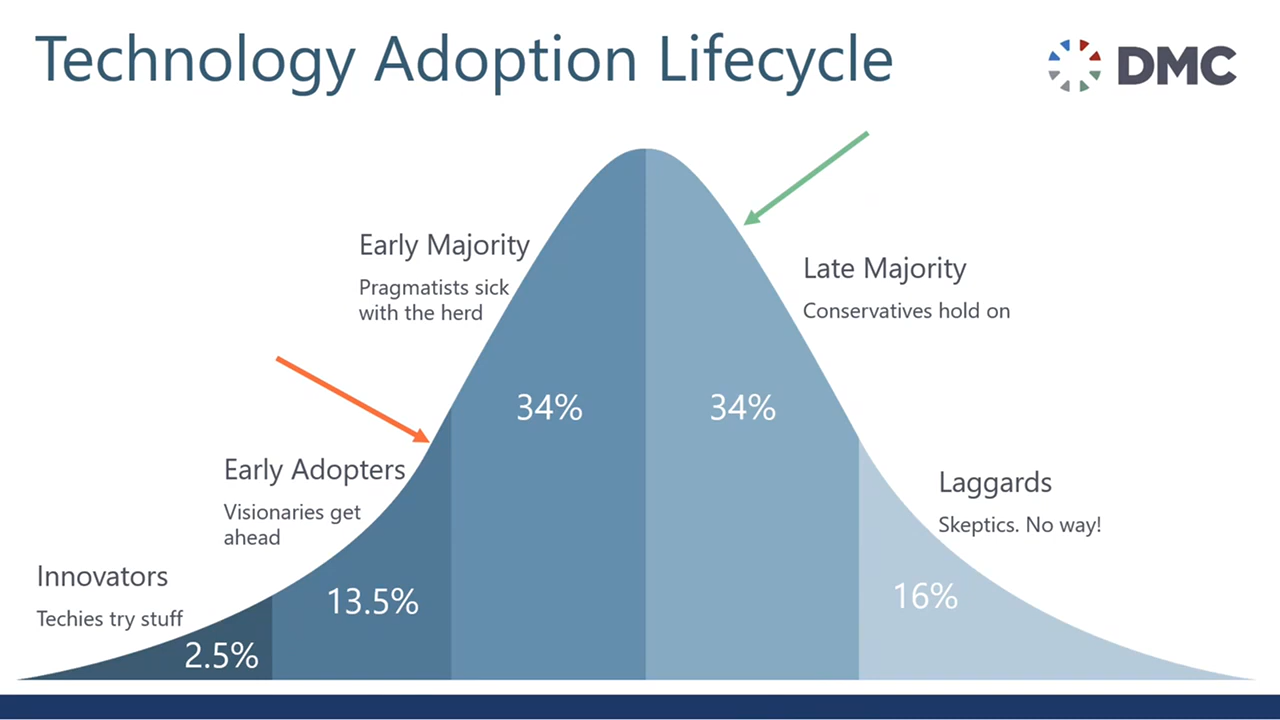 Technology Adoption Lifecycle
DMC
Early Majority
Pragmatists sick
with the herd
34%
34%
Late Majority
Conservatives hold on
Early Adopters
Visionaries get
ahead
13.5%
Innovators
Techies try stuff
2.5%
Laggards
Skeptics. No way!
16%